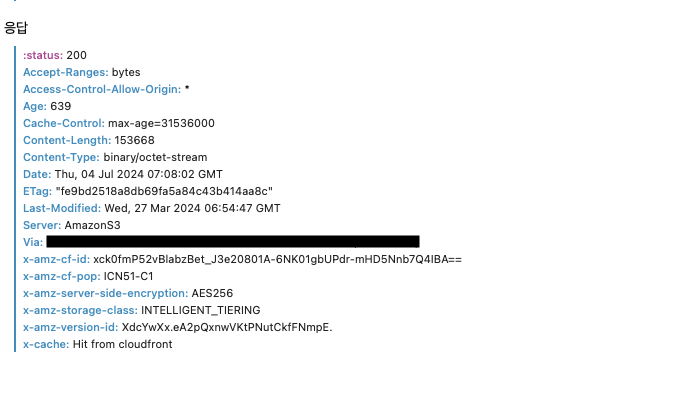 응답
:status: 200
Accept-Ranges: bytes
Access-Control-Allow-Origin: *
Age: 639
Cache-Control: max-age=31536000
Content-Length: 153668
Content-Type: binary/octet-stream
Date: Thu, 04 Jul 2024 07:08:02 GMT
ETag: "fe9bd2518a8db69fa5a84c43b414aa8c"
Last-Modified: Wed, 27 Mar 2024 06:54:47 GMT
Server: AmazonS3
Via:
x-amz-cf-id: xck0fmP52vBlabzBet_J3e20801A-6NK01gbUPdr-mHD5Nnb7Q4IBA==
x-amz-cf-pop: ICN51-C1
x-amz-server-side-encryption: AES256
x-amz-storage-class: INTELLIGENT_TIERING
x-amz-version-id: XdcYwXx.eA2pQxnwVKtPNutCkfFNmpE.
x-cache: Hit from cloudfront